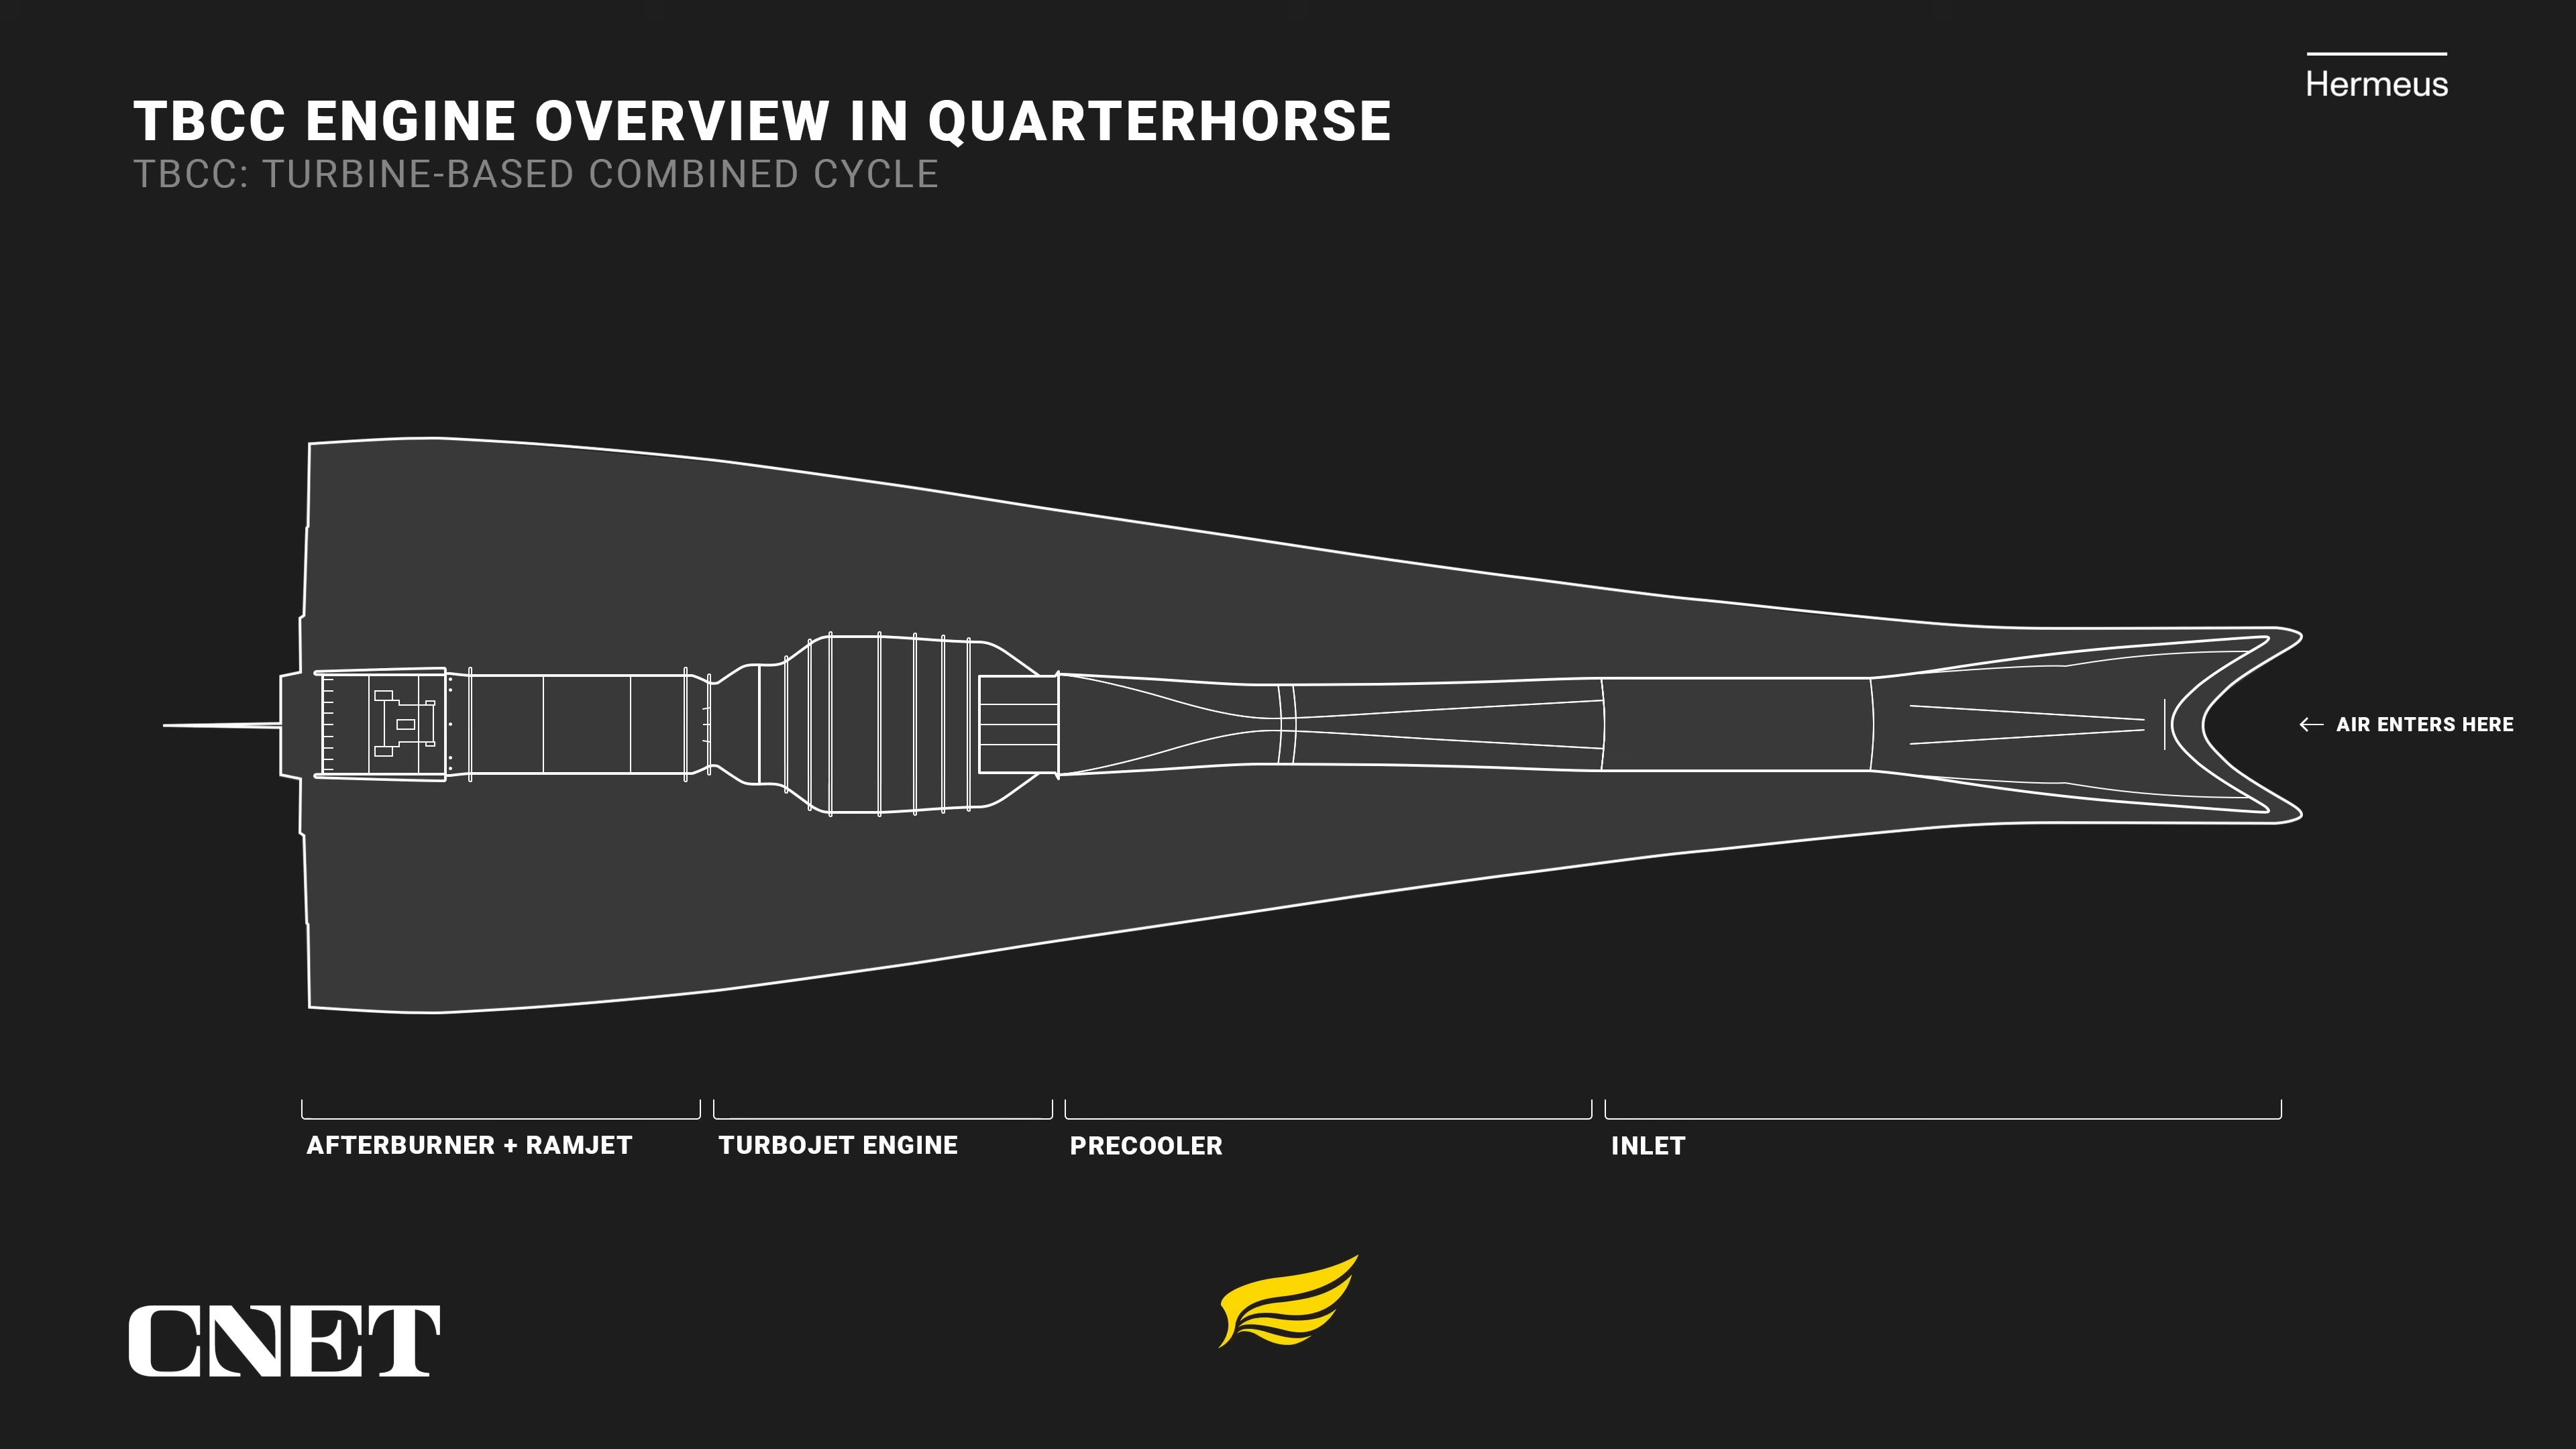 Hermeus
TBCC ENGINE OVERVIEW IN QUARTERHORSE
TBCC: TURBINE-BASED COMBINED CYCLE
← AIR ENTERS HERE
AFTERBURNER + RAMJET
TURBOJET ENGINE
PRECOOLER
INLET
CNET